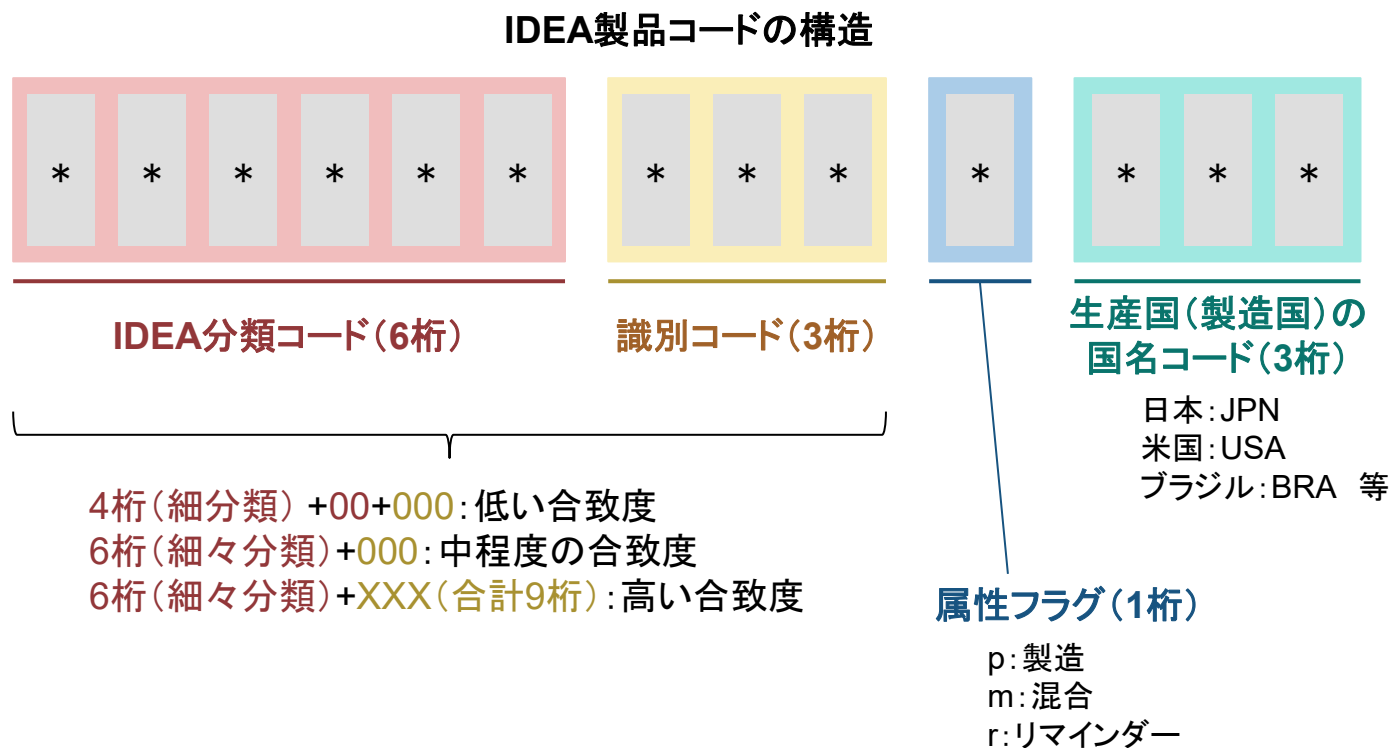 IDEA製品コードの構造
* * * * * * * * * * * * *
IDEA分類コード（6桁）
識別コード（3桁）
生産国（製造国）の
国名コード（3桁）
日本：JPN
米国：USA
ブラジル：BRA　等
4桁（細分類）+00+000：低い合致度
6桁（細々分類）+000：中程度の合致度
6桁（細々分類）+XXX（合計9桁）：高い合致度
属性フラグ（1桁）
p：製造
m：混合
r：リマインダー